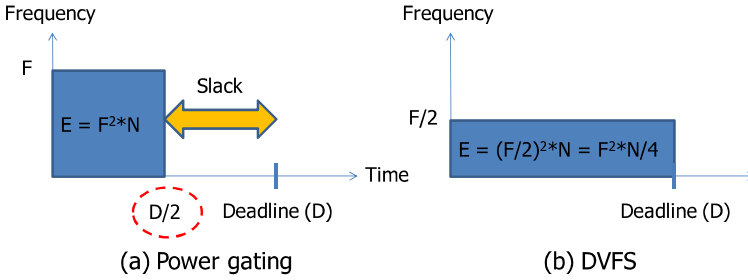 Frequency
F
Slack
E = F²*N
Time
D/2
Deadline (D)
(a) Power gating
Frequency
F/2
E = (F/2)²*N = F²*N/4
Deadline (D)
(b) DVFS